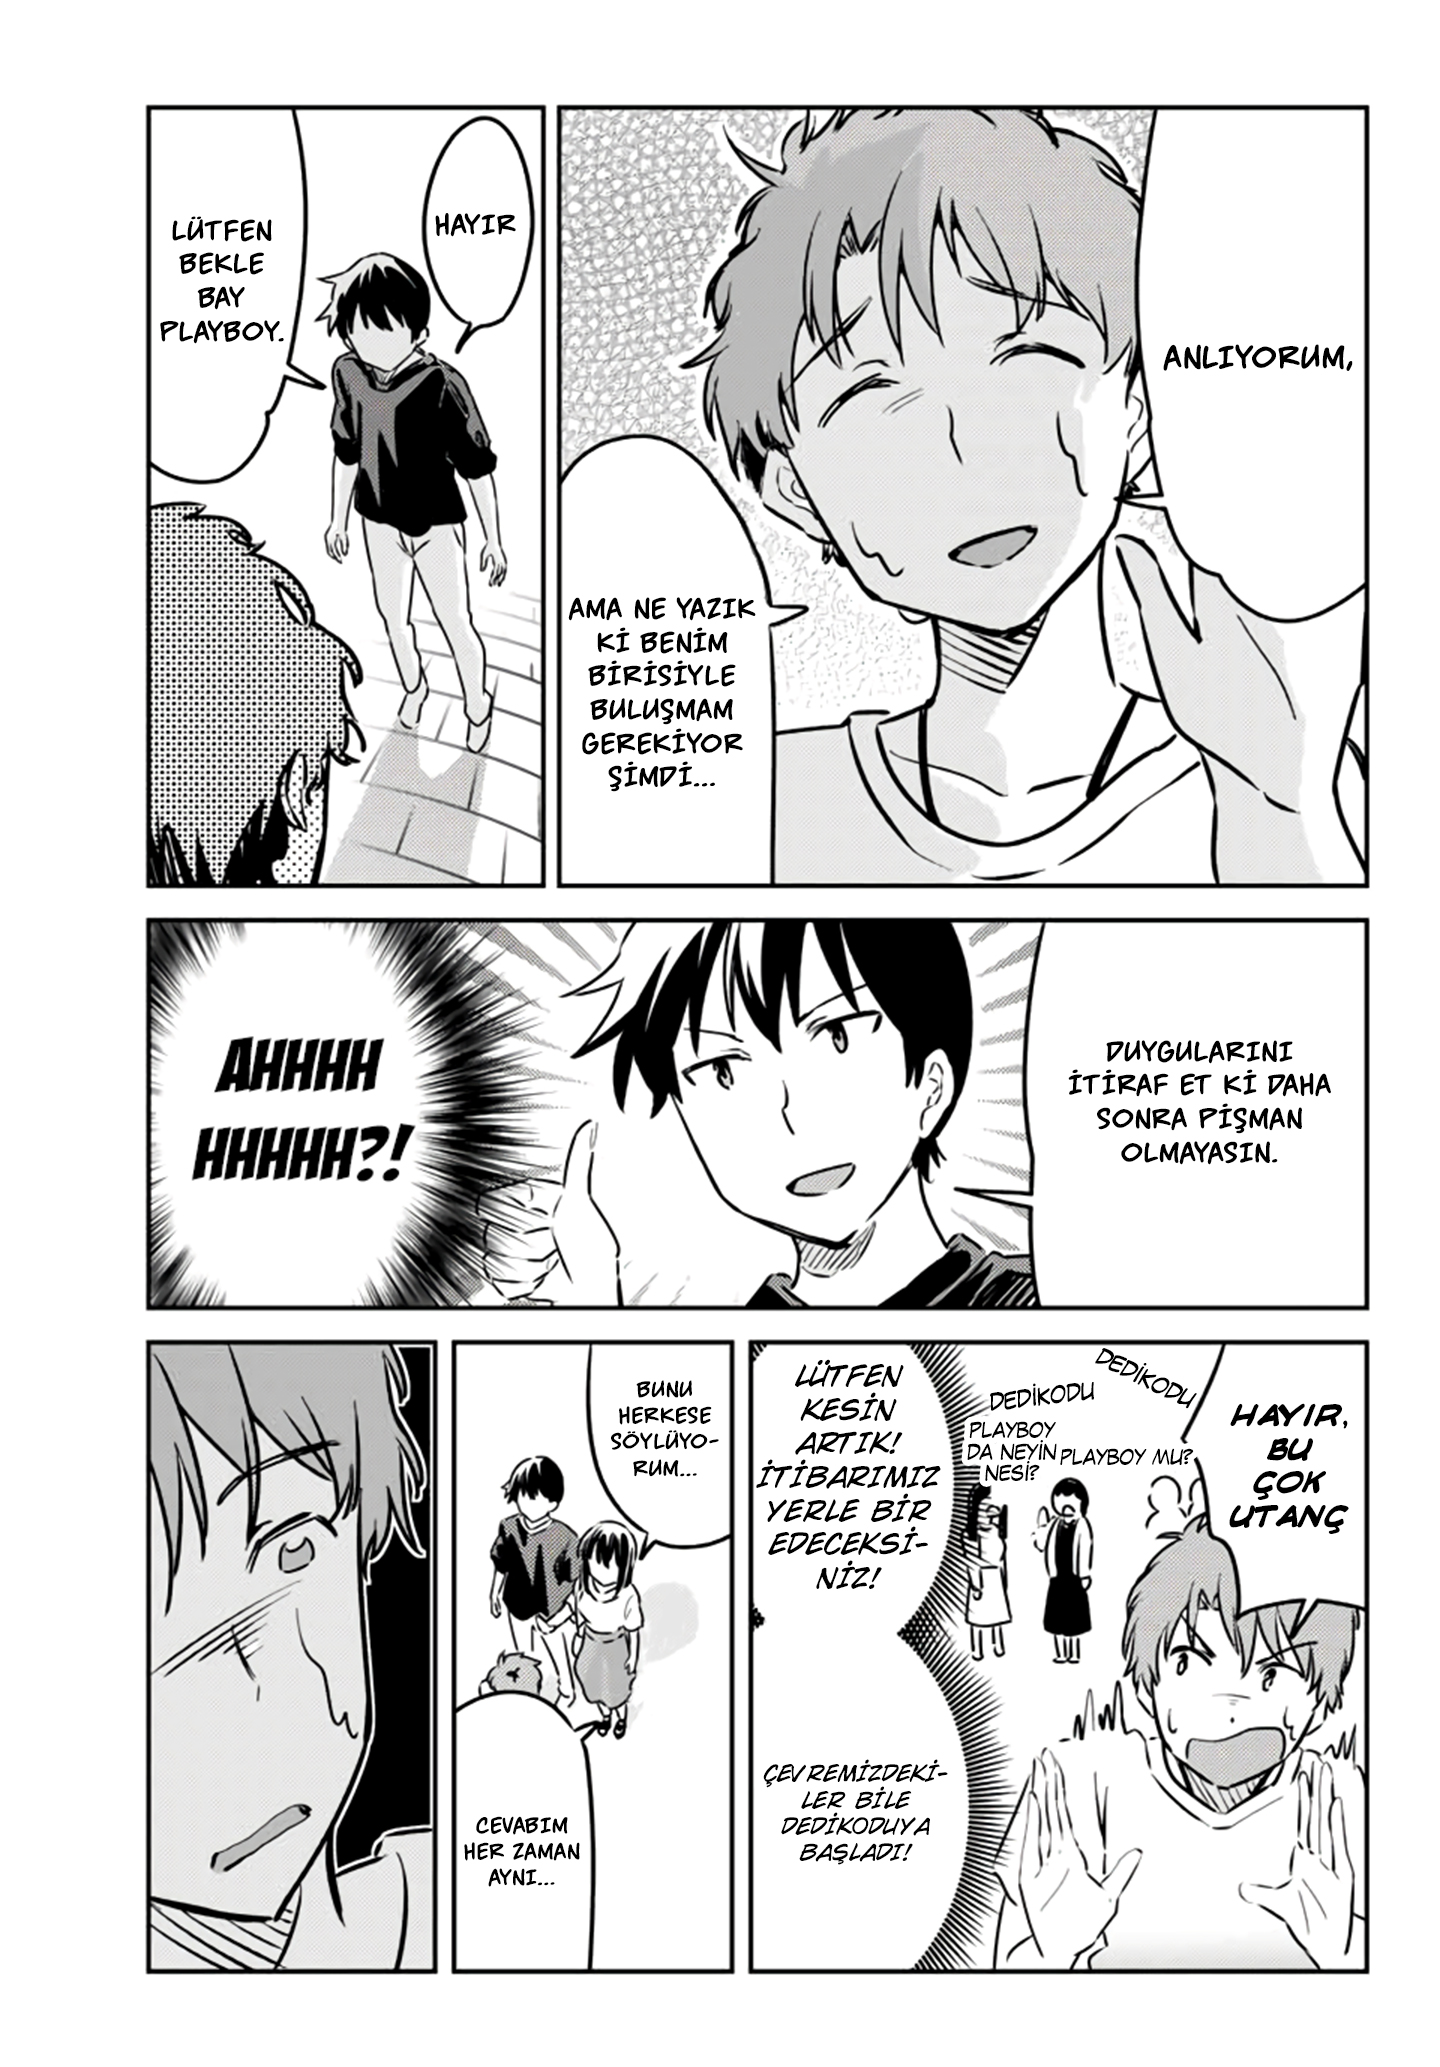 ANLIYORUM,
AMA NE YAZIK
Kİ BENİM
BİRİSİYLE
BULUŞMAM
GEREKİYOR
ŞİMDİ...
HAYIR
LÜTFEN
BEKLE
BAY
PLAYBOY.
DUYGULARINI
İTİRAF ET Kİ DAHA
SONRA PİŞMAN
OLMAYASIN.
AHHHH
HHHHH?!
HAYIR,
BU
ÇOK
UTANÇ
DEDİKODU
DEDİKODU
PLAYBOY MU?
PLAYBOY
DA NEYİN
NESİ?
LÜTFEN
KESİN
ARTIK!
İTİBARIMIZ
YERLE BİR
EDECEKSİ-
NİZ!
ÇEVREMİZDEKİ-
LER BİLE
DEDİKODUYA
BAŞLADI!
BUNU
HERKESE
SÖYLÜYO-
RUM...
CEVABIM
HER ZAMAN
AYNI...